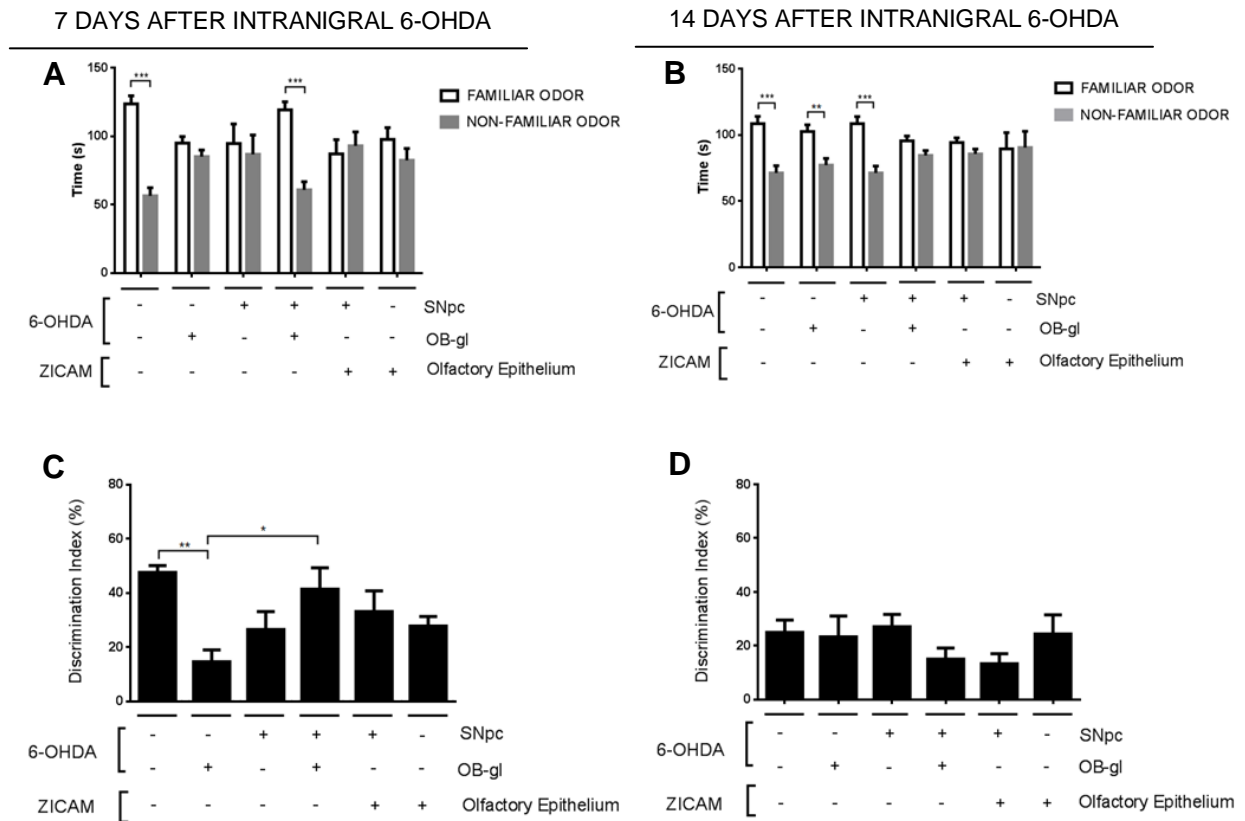 7 DAYS AFTER INTRANIGRAL 6-OHDA
14 DAYS AFTER INTRANIGRAL 6-OHDA
A
150
100
50
0
Time (s)
***
***
FAMILIAR ODOR
NON-FAMILIAR ODOR
6-OHDA
- - + + + - SNpc
- + - + - - OB-gl
ZICAM
- - - - + + Olfactory Epithelium
B
150
100
50
0
Time (s)
***
**
***
FAMILIAR ODOR
NON-FAMILIAR ODOR
6-OHDA
- - + + + - SNpc
- + - + - - OB-gl
ZICAM
- - - - + + Olfactory Epithelium
C
80
60
40
20
0
Discrimination Index (%)
**
*
6-OHDA
- - + + + - SNpc
- + - + - - OB-gl
ZICAM
- - - - + + Olfactory Epithelium
D
80
60
40
20
0
Discrimination Index (%)
6-OHDA
- - + + + - SNpc
- + - + - - OB-gl
ZICAM
- - - - + + Olfactory Epithelium